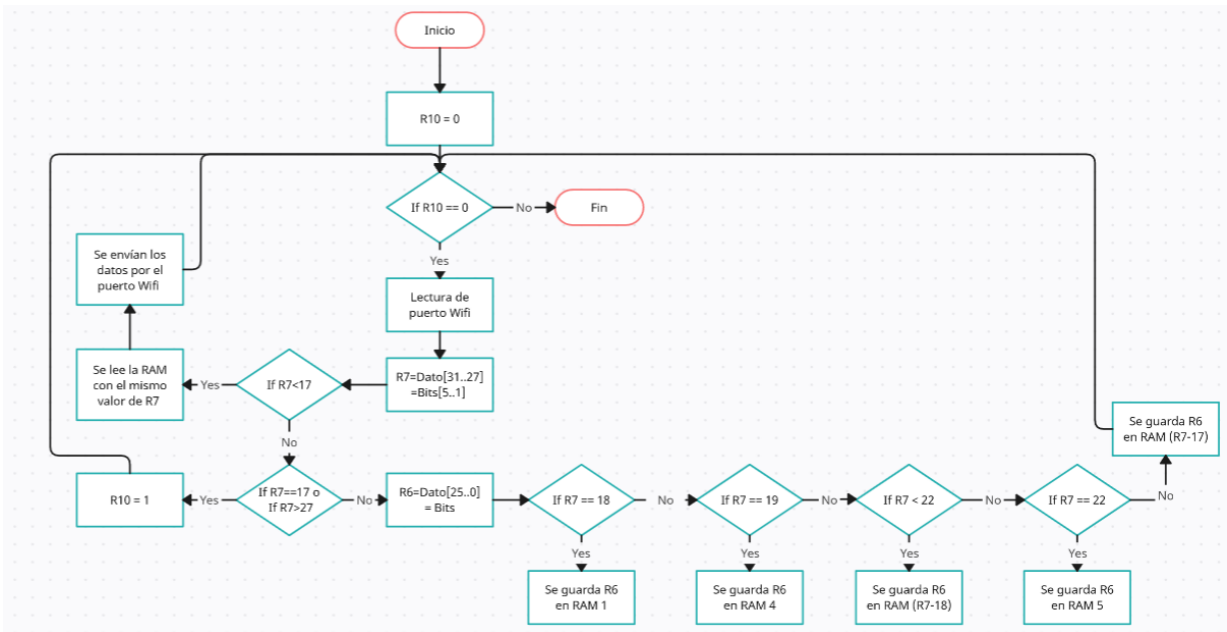 Inicio
R10 = 0
If R10 == 0
No
Fin
Yes
Se envían los
datos por el
puerto Wifi
Lectura de
puerto Wifi
Se lee la RAM
con el mismo
valor de R7
Yes
If R7<17
R7=Dato[31..27]
=Bits[5..1]
No
Se guarda R6
en RAM (R7-17)
R10 = 1
Yes
If R7==17 o
If R7>27
No
R6=Dato[25..0]
= Bits
If R7 == 18
No
If R7 == 19
No
If R7 < 22
No
If R7 == 22
No
Yes
Yes
Yes
Yes
Se guarda R6
en RAM 1
Se guarda R6
en RAM 4
Se guarda R6
en RAM (R7-18)
Se guarda R6
en RAM 5